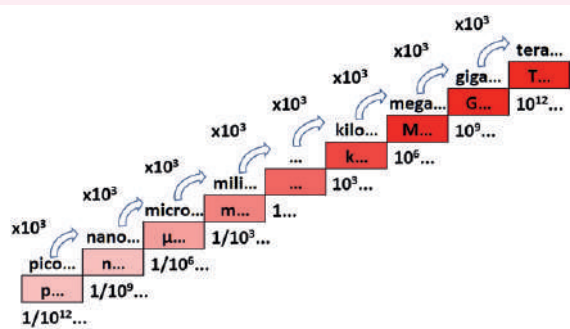 x10³
tera...
x10³
giga...
T...
x10³
mega...
G...
10¹²...
x10³
kilo...
M...
10⁹...
x10³
...
k...
10⁶...
x10³
mili...
...
10³...
x10³
micro...
m...
1...
x10³
nano...
μ...
1/10³...
pico...
n...
1/10⁶...
p...
1/10⁹...
1/10¹²...